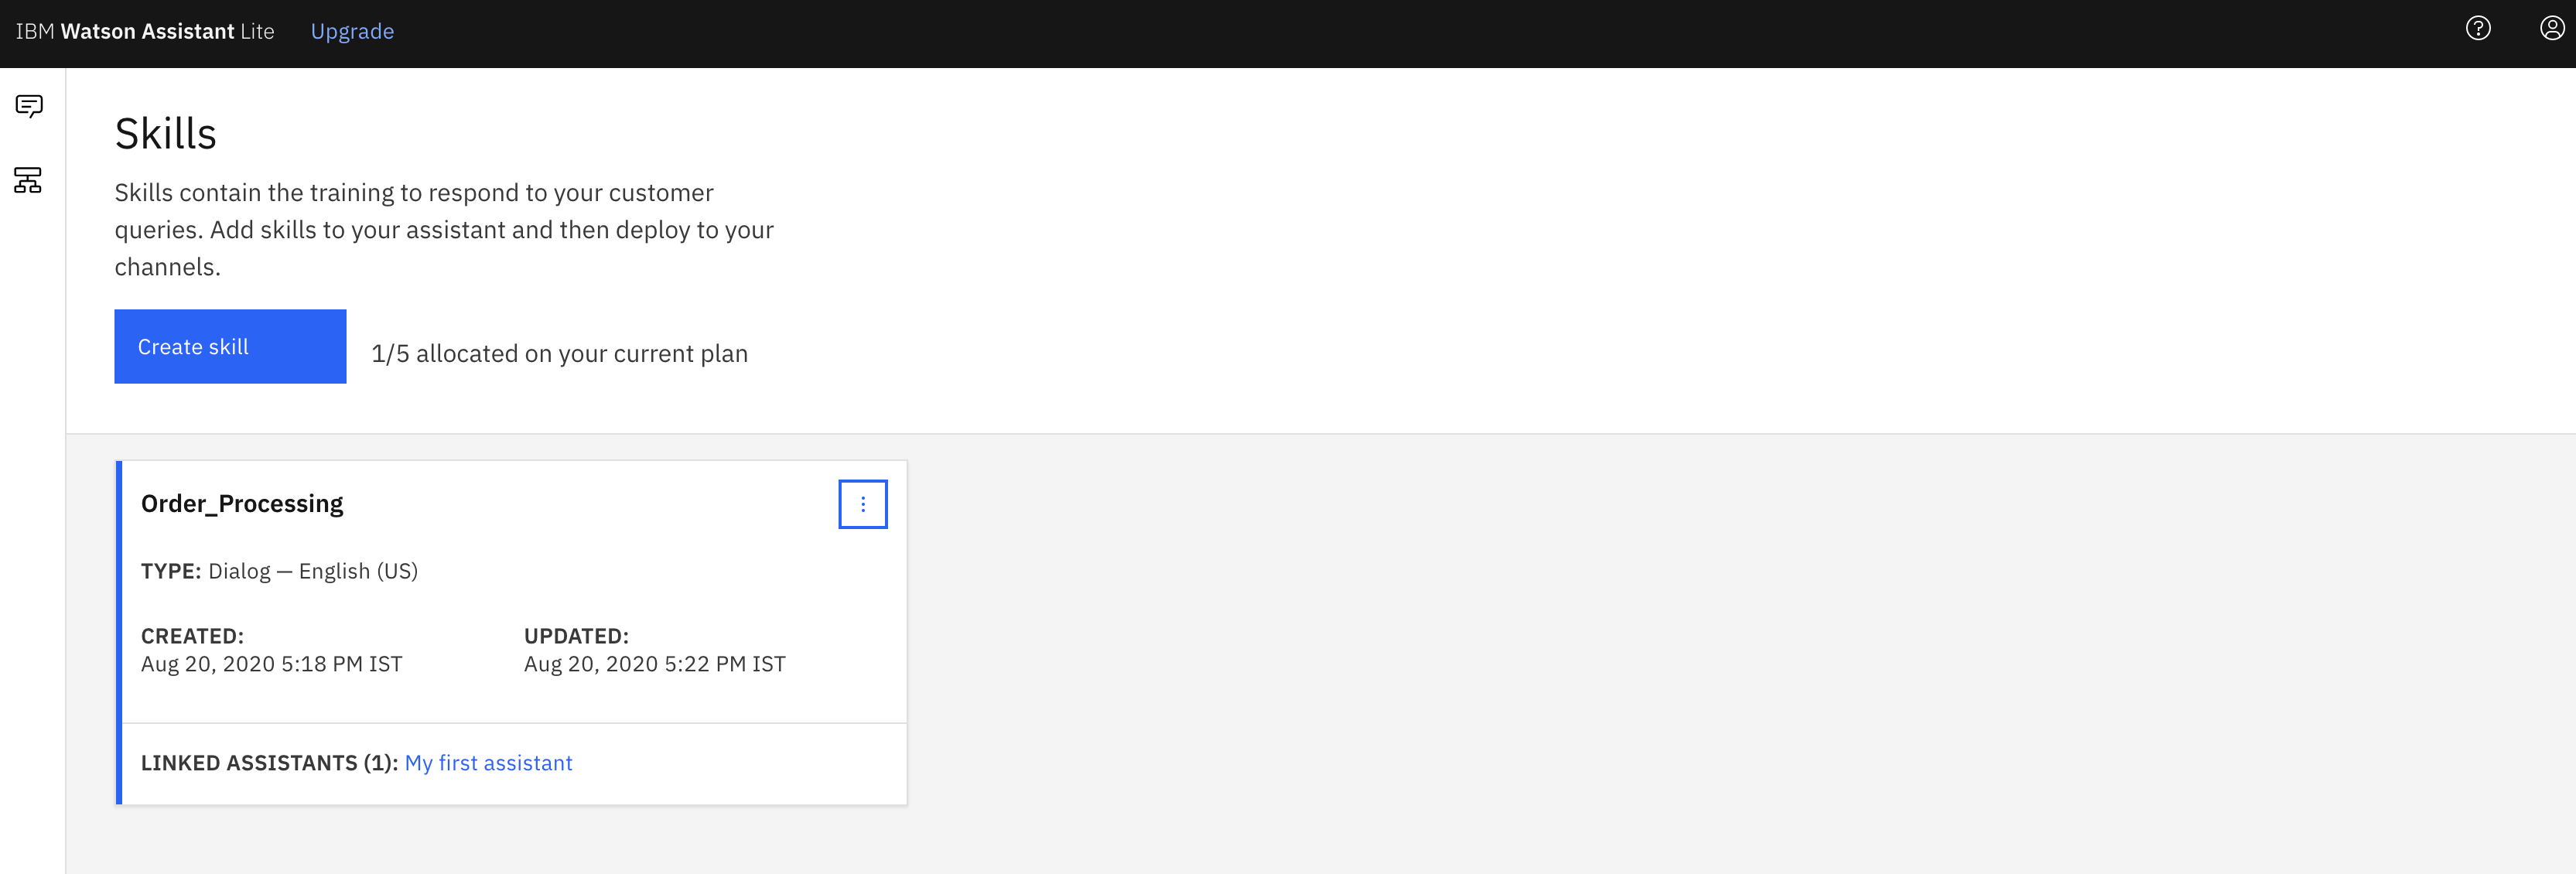 IBM Watson Assistant Lite Upgrade
Skills
Skills contain the training to respond to your customer
queries. Add skills to your assistant and then deploy to your
channels.
Create skill
1/5 allocated on your current plan
Order_Processing
TYPE: Dialog — English (US)
CREATED:
Aug 20, 2020 5:18 PM IST
UPDATED:
Aug 20, 2020 5:22 PM IST
LINKED ASSISTANTS (1): My first assistant